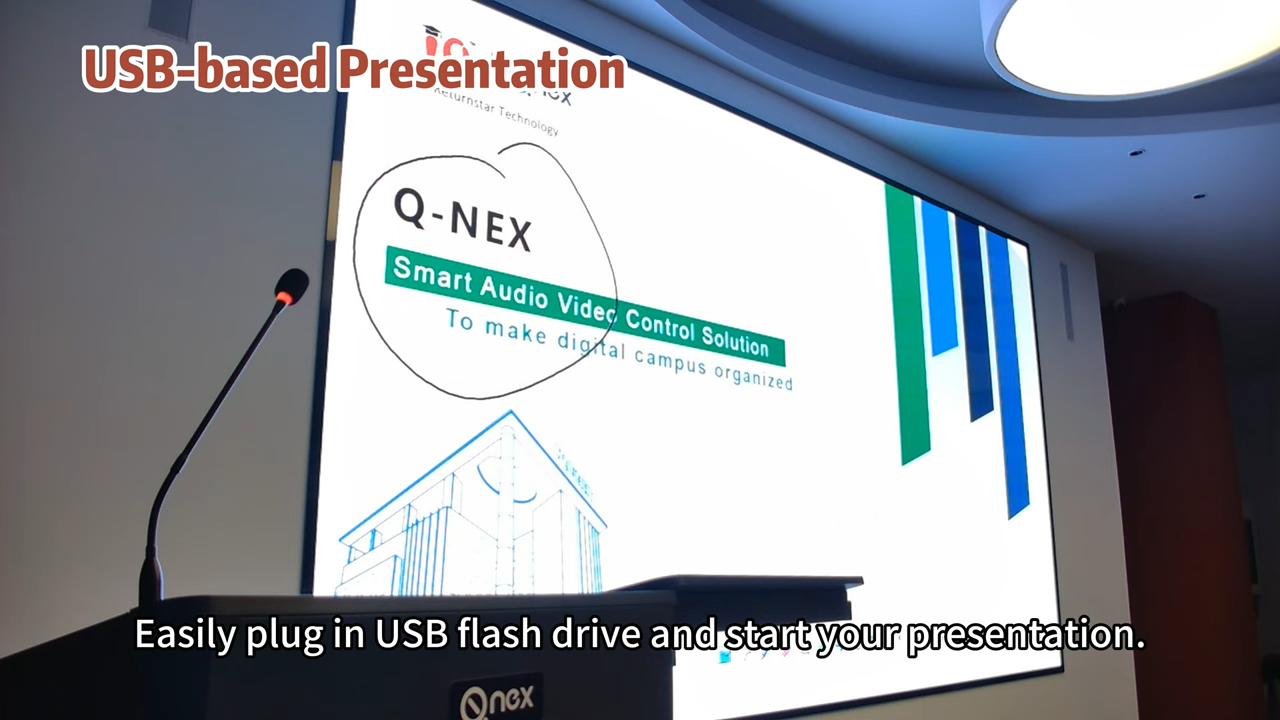 USB-based Presentation
Returnstar Technology
Q-NEX
Smart Audio Video Control Solution
To make digital campus organized
Easily plug in USB flash drive and start your presentation.
Qnex